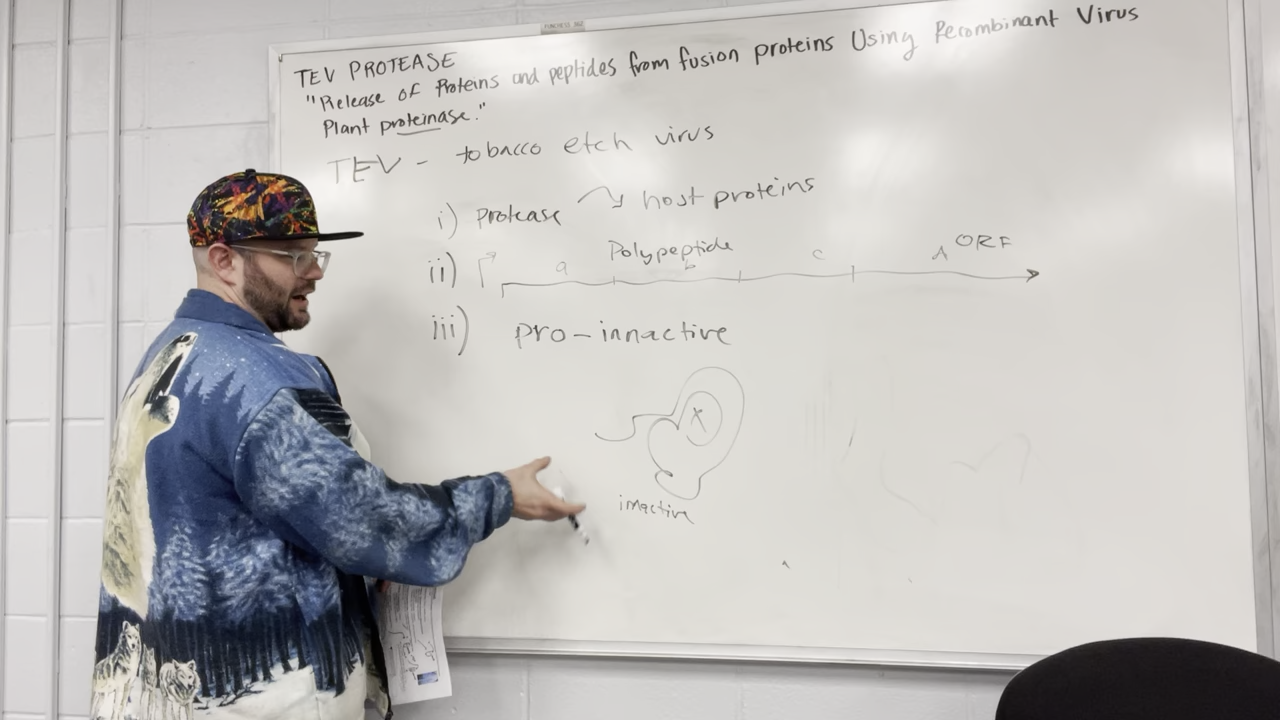 TEV PROTEASE
"Release of Proteins and peptides from fusion proteins Using Recombinant Virus
Plant proteinase."
TEV - tobacco etch virus
i) Protease host proteins
ii) Polypeptide ORF
a b c
iii) pro-innactive
x
inactive